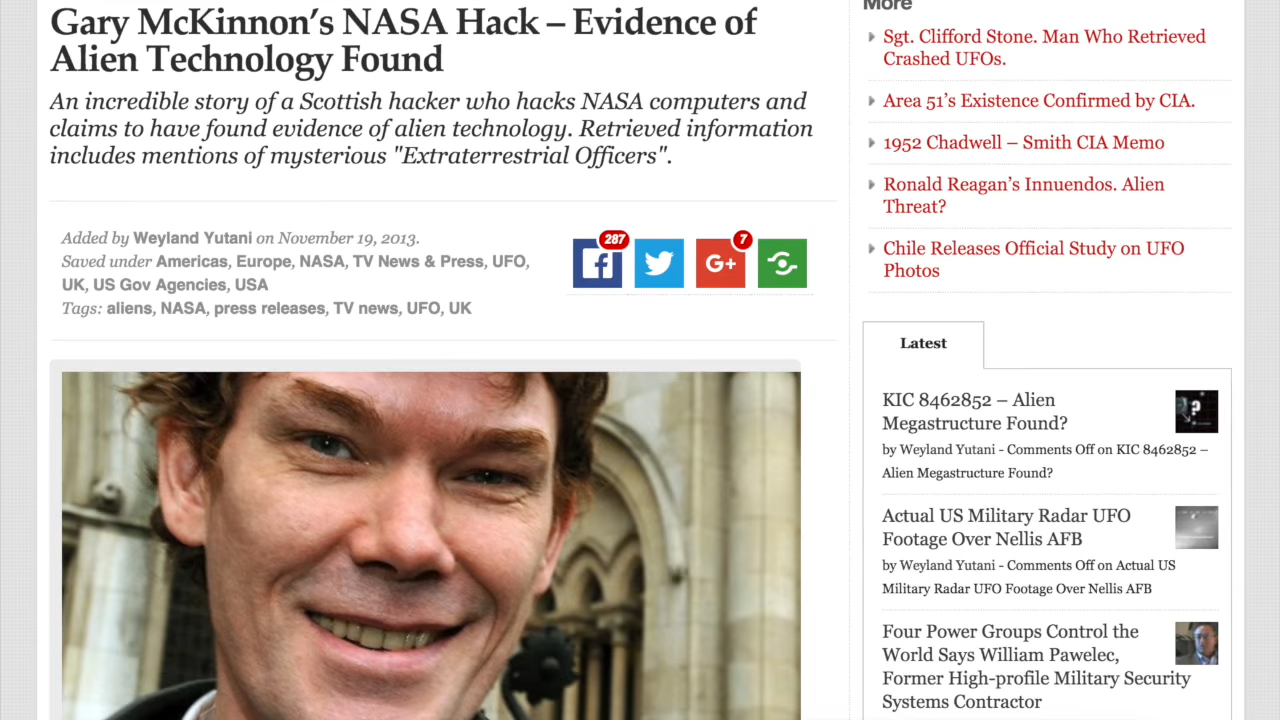 Gary McKinnon’s NASA Hack – Evidence of
Alien Technology Found
An incredible story of a Scottish hacker who hacks NASA computers and
claims to have found evidence of alien technology. Retrieved information
includes mentions of mysterious "Extraterrestrial Officers".
Added by Weyland Yutani on November 19, 2013.
Saved under Americas, Europe, NASA, TV News & Press, UFO,
UK, US Gov Agencies, USA
Tags: aliens, NASA, press releases, TV news, UFO, UK
287
7
G+
More
Sgt. Clifford Stone. Man Who Retrieved
Crashed UFOs.
Area 51’s Existence Confirmed by CIA.
1952 Chadwell – Smith CIA Memo
Ronald Reagan’s Innuendos. Alien
Threat?
Chile Releases Official Study on UFO
Photos
Latest
KIC 8462852 – Alien
Megastructure Found?
by Weyland Yutani - Comments Off on KIC 8462852 –
Alien Megastructure Found?
Actual US Military Radar UFO
Footage Over Nellis AFB
by Weyland Yutani - Comments Off on Actual US
Military Radar UFO Footage Over Nellis AFB
Four Power Groups Control the
World Says William Pawelec,
Former High-profile Military Security
Systems Contractor